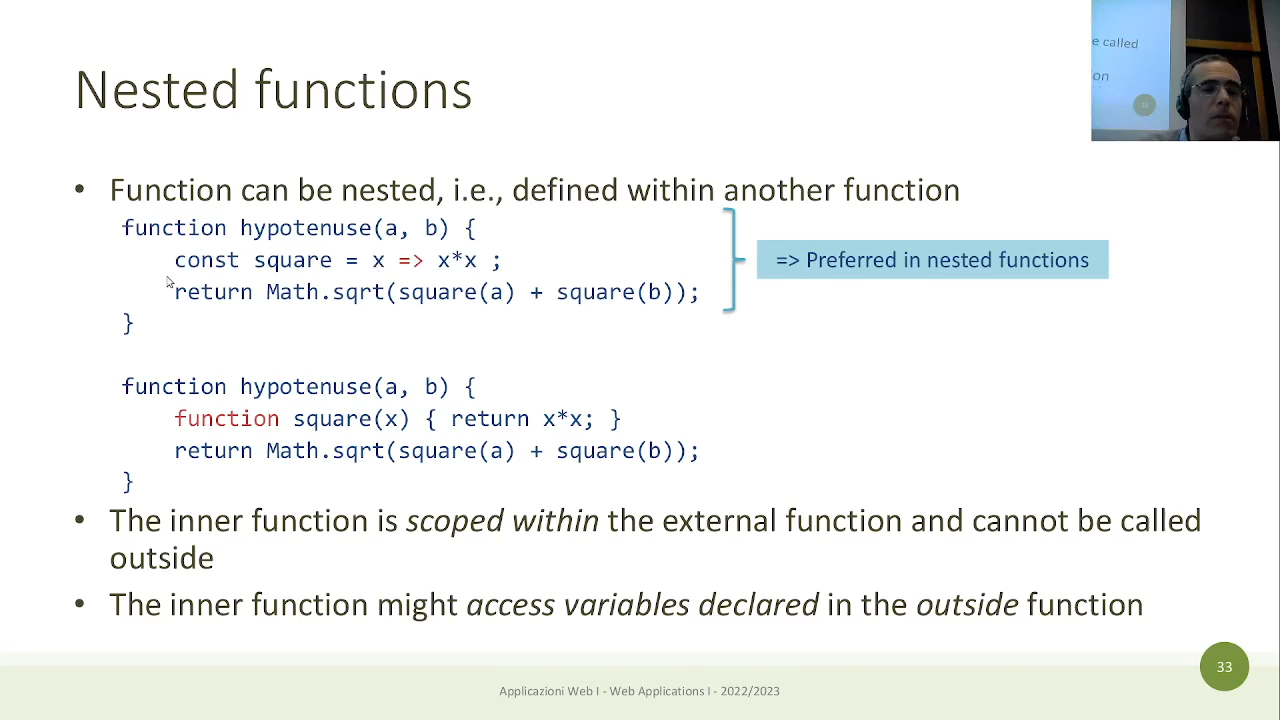 e called
on
Nested functions
• Function can be nested, i.e., defined within another function
function hypotenuse(a, b) {
const square = x => x*x ;
return Math.sqrt(square(a) + square(b));
}
=> Preferred in nested functions
function hypotenuse(a, b) {
function square(x) { return x*x; }
return Math.sqrt(square(a) + square(b));
}
• The inner function is scoped within the external function and cannot be called
outside
• The inner function might access variables declared in the outside function
33
Applicazioni Web I - Web Applications I - 2022/2023